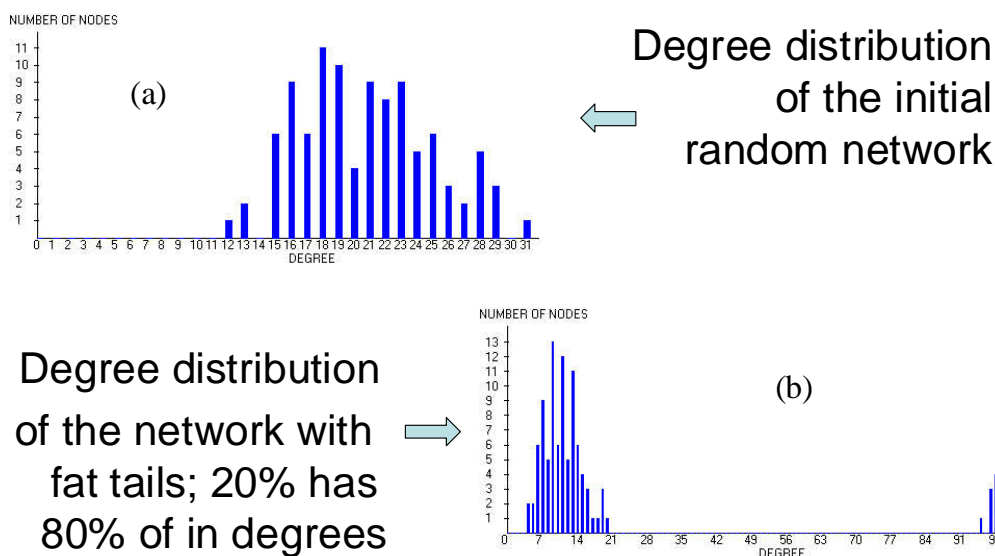 NUMBER OF NODES
11
10
9
8
7
6
5
4
3
2
1
(a)
0 1 2 3 4 5 6 7 8 9 10 11 12 13 14 15 16 17 18 19 20 21 22 23 24 25 26 27 28 29 30 31
DEGREE
Degree distribution
of the initial
random network
Degree distribution
of the network with
fat tails; 20% has
80% of in degrees
NUMBER OF NODES
13
12
11
10
9
8
7
6
5
4
3
2
1
(b)
0 7 14 21 28 35 42 49 56 63 70 77 84 91
DEGREE